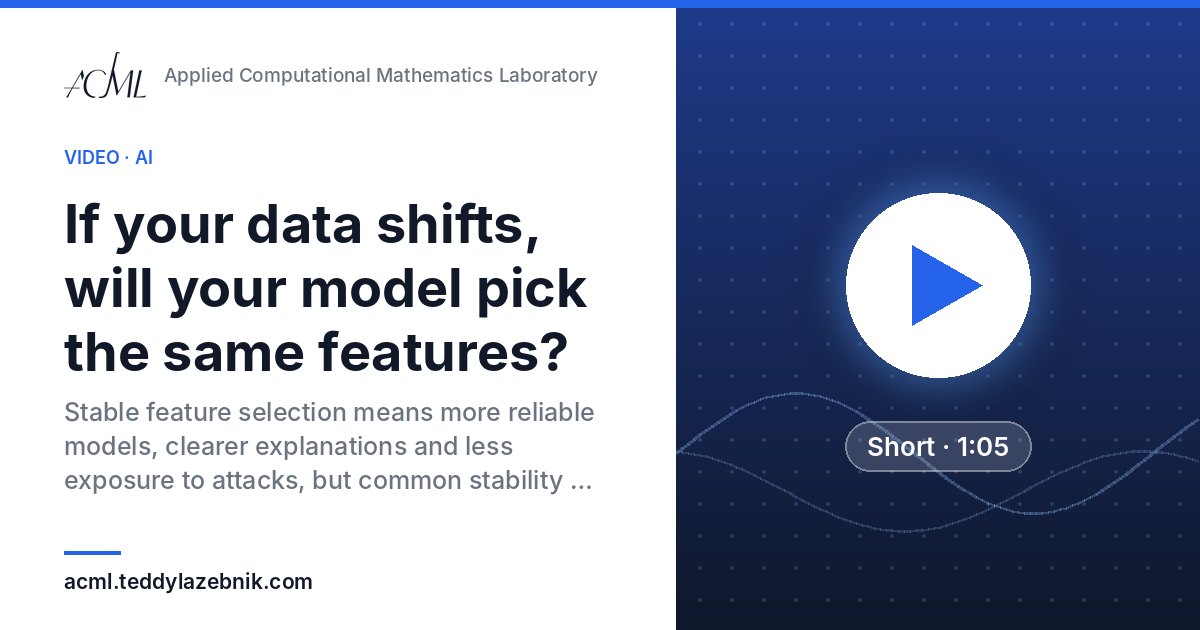 ACML Applied Computational Mathematics Laboratory
VIDEO · AI
If your data shifts,
will your model pick
the same features?
Stable feature selection means more reliable
models, clearer explanations and less
exposure to attacks, but common stability ...
Short · 1:05
acml.teddylazebnik.com